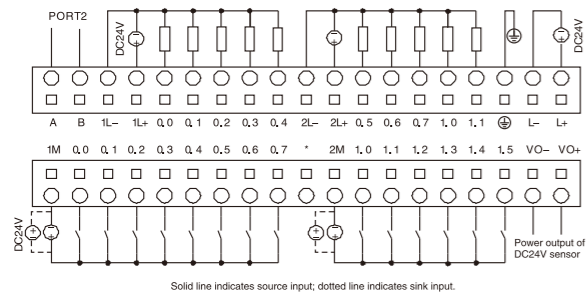 PORT2
DC24V
DC24V
DC24V
A B 1L- 1L+ 0.0 0.1 0.2 0.3 0.4 2L- 2L+ 0.5 0.6 0.7 1.0 1.1 L- L+
1M 0.0 0.1 0.2 0.3 0.4 0.5 0.6 0.7 * 2M 1.0 1.1 1.2 1.3 1.4 1.5 VO- VO+
DC24V
DC24V
Power output of
DC24V sensor
Solid line indicates source input; dotted line indicates sink input.